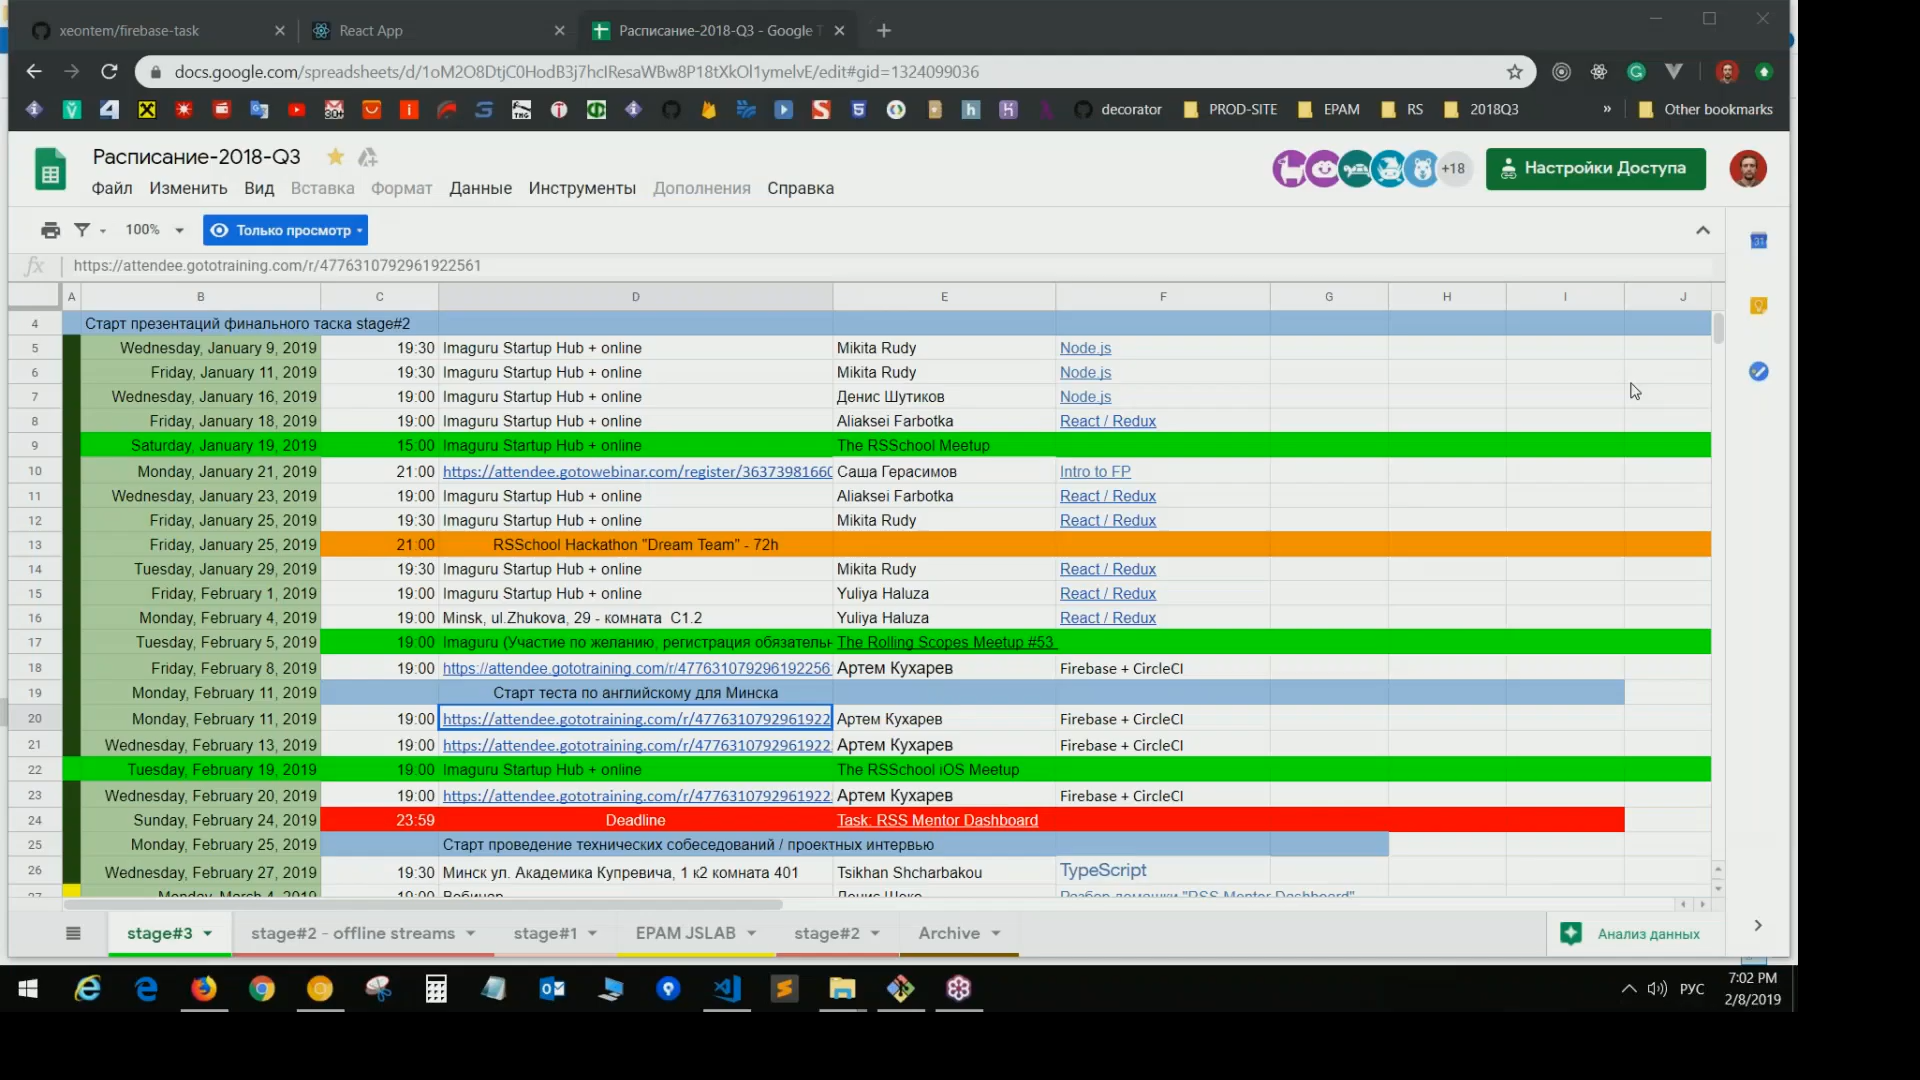 xeontem/firebase-task
React App
Расписание-2018-Q3 - Google T
docs.google.com/spreadsheets/d/1oM2O8DtjC0HodB3j7hcIResaWBw8P18tXkOl1ymelvE/edit#gid=1324099036
decorator
PROD-SITE
EPAM
RS
2018Q3
»
Other bookmarks
Расписание-2018-Q3
Файл Изменить Вид Вставка Формат Данные Инструменты Дополнения Справка
+18
Настройки Доступа
100%
Только просмотр
fx
https://attendee.gototraining.com/r/4776310792961922561
A B C D E F G H I J
4 Старт презентаций финального таска stage#2
5 Wednesday, January 9, 2019 19:30 Imaguru Startup Hub + online Mikita Rudy Node.js
6 Friday, January 11, 2019 19:30 Imaguru Startup Hub + online Mikita Rudy Node.js
7 Wednesday, January 16, 2019 19:00 Imaguru Startup Hub + online Денис Шутиков Node.js
8 Friday, January 18, 2019 19:00 Imaguru Startup Hub + online Aliaksei Farbotka React / Redux
9 Saturday, January 19, 2019 15:00 Imaguru Startup Hub + online The RSSchool Meetup
10 Monday, January 21, 2019 21:00 https://attendee.gotowebinar.com/register/36373981660 Саша Герасимов Intro to FP
11 Wednesday, January 23, 2019 19:00 Imaguru Startup Hub + online Aliaksei Farbotka React / Redux
12 Friday, January 25, 2019 19:30 Imaguru Startup Hub + online Mikita Rudy React / Redux
13 Friday, January 25, 2019 21:00 RSSchool Hackathon "Dream Team" - 72h
14 Tuesday, January 29, 2019 19:30 Imaguru Startup Hub + online Mikita Rudy React / Redux
15 Friday, February 1, 2019 19:00 Imaguru Startup Hub + online Yuliya Haluza React / Redux
16 Monday, February 4, 2019 19:00 Minsk, ul.Zhukova, 29 - комната С1.2 Yuliya Haluza React / Redux
17 Tuesday, February 5, 2019 19:00 Imaguru (Участие по желанию, регистрация обязательн The Rolling Scopes Meetup #53
18 Friday, February 8, 2019 19:00 https://attendee.gototraining.com/r/477631079296192256 Артем Кухарев Firebase + CircleCI
19 Monday, February 11, 2019 Старт теста по английскому для Минска
20 Monday, February 11, 2019 19:00 https://attendee.gototraining.com/r/4776310792961922 Артем Кухарев Firebase + CircleCI
21 Wednesday, February 13, 2019 19:00 https://attendee.gototraining.com/r/4776310792961922 Артем Кухарев Firebase + CircleCI
22 Tuesday, February 19, 2019 19:00 Imaguru Startup Hub + online The RSSchool iOS Meetup
23 Wednesday, February 20, 2019 19:00 https://attendee.gototraining.com/r/4776310792961922 Артем Кухарев Firebase + CircleCI
24 Sunday, February 24, 2019 23:59 Deadline Task: RSS Mentor Dashboard
25 Monday, February 25, 2019 Старт проведение технических собеседований / проектных интервью
26 Wednesday, February 27, 2019 19:30 Минск ул. Академика Купревича, 1 к2 комната 401 Tsikhan Shcharbakou TypeScript
27 Monday, March 4, 2019 19:00 Вебинар Денис Шеко Разбор домашки "RSS Mentor Dashboard"
stage#3 stage#2 - offline streams stage#1 EPAM JSLAB stage#2 Archive
Анализ данных
РУС
7:02 PM
2/8/2019